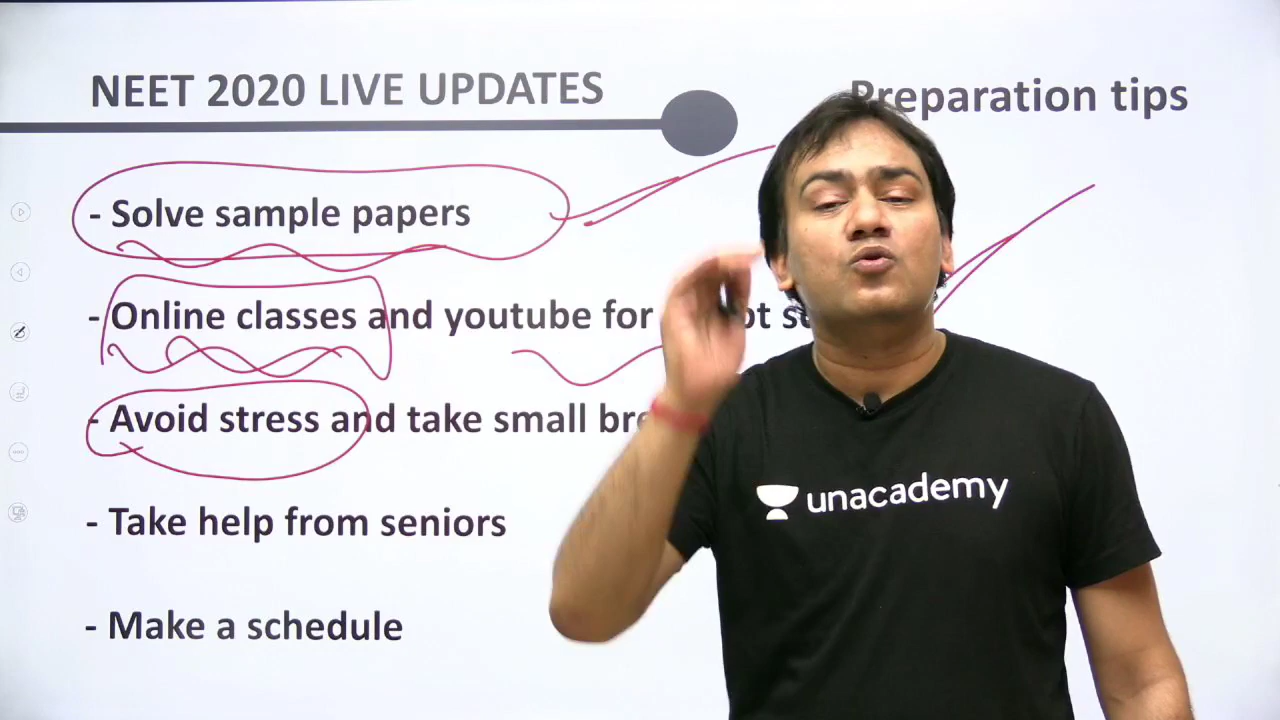 NEET 2020 LIVE UPDATES
Preparation tips
- Solve sample papers
- Online classes and youtube for
- Avoid stress and take small
- Take help from seniors
- Make a schedule
unacademy